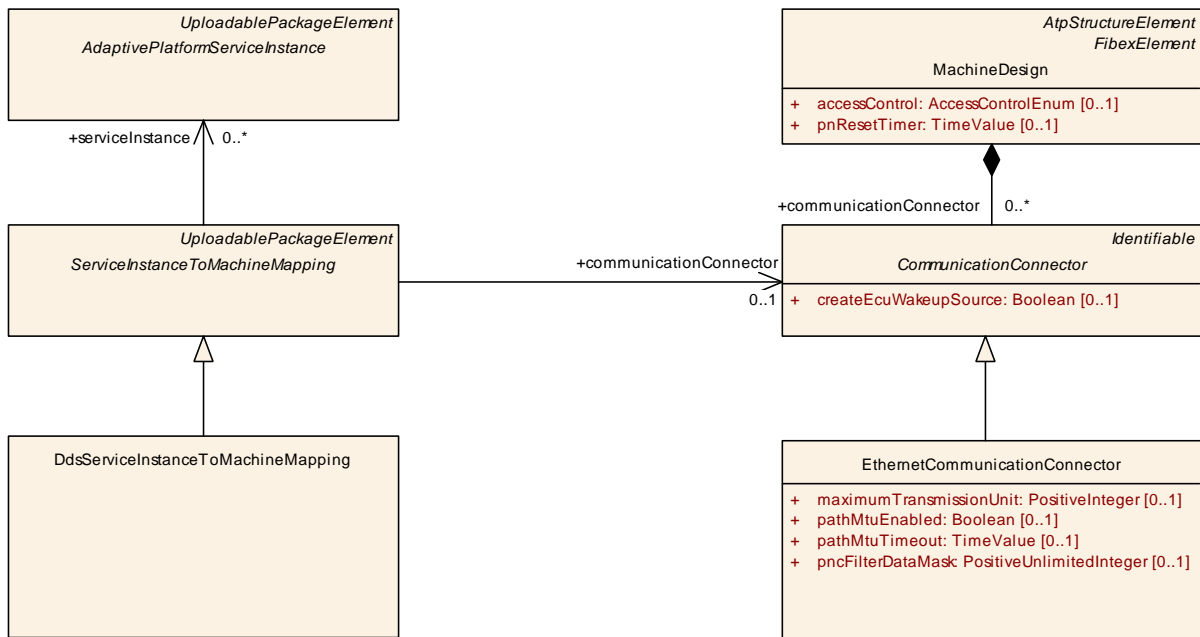 UploadablePackageElement
AdaptivePlatformServiceInstance
AtpStructureElement
FibexElement
MachineDesign
+ accessControl: AccessControlEnum [0..1]
+ pnResetTimer: TimeValue [0..1]
+serviceInstance 0..*
+communicationConnector 0..*
UploadablePackageElement
ServiceInstanceToMachineMapping
+communicationConnector
0..1
Identifiable
CommunicationConnector
+ createEcuWakeupSource: Boolean [0..1]
DdsServiceInstanceToMachineMapping
EthernetCommunicationConnector
+ maximumTransmissionUnit: PositiveInteger [0..1]
+ pathMtuEnabled: Boolean [0..1]
+ pathMtuTimeout: TimeValue [0..1]
+ pncFilterDataMask: PositiveUnlimitedInteger [0..1]